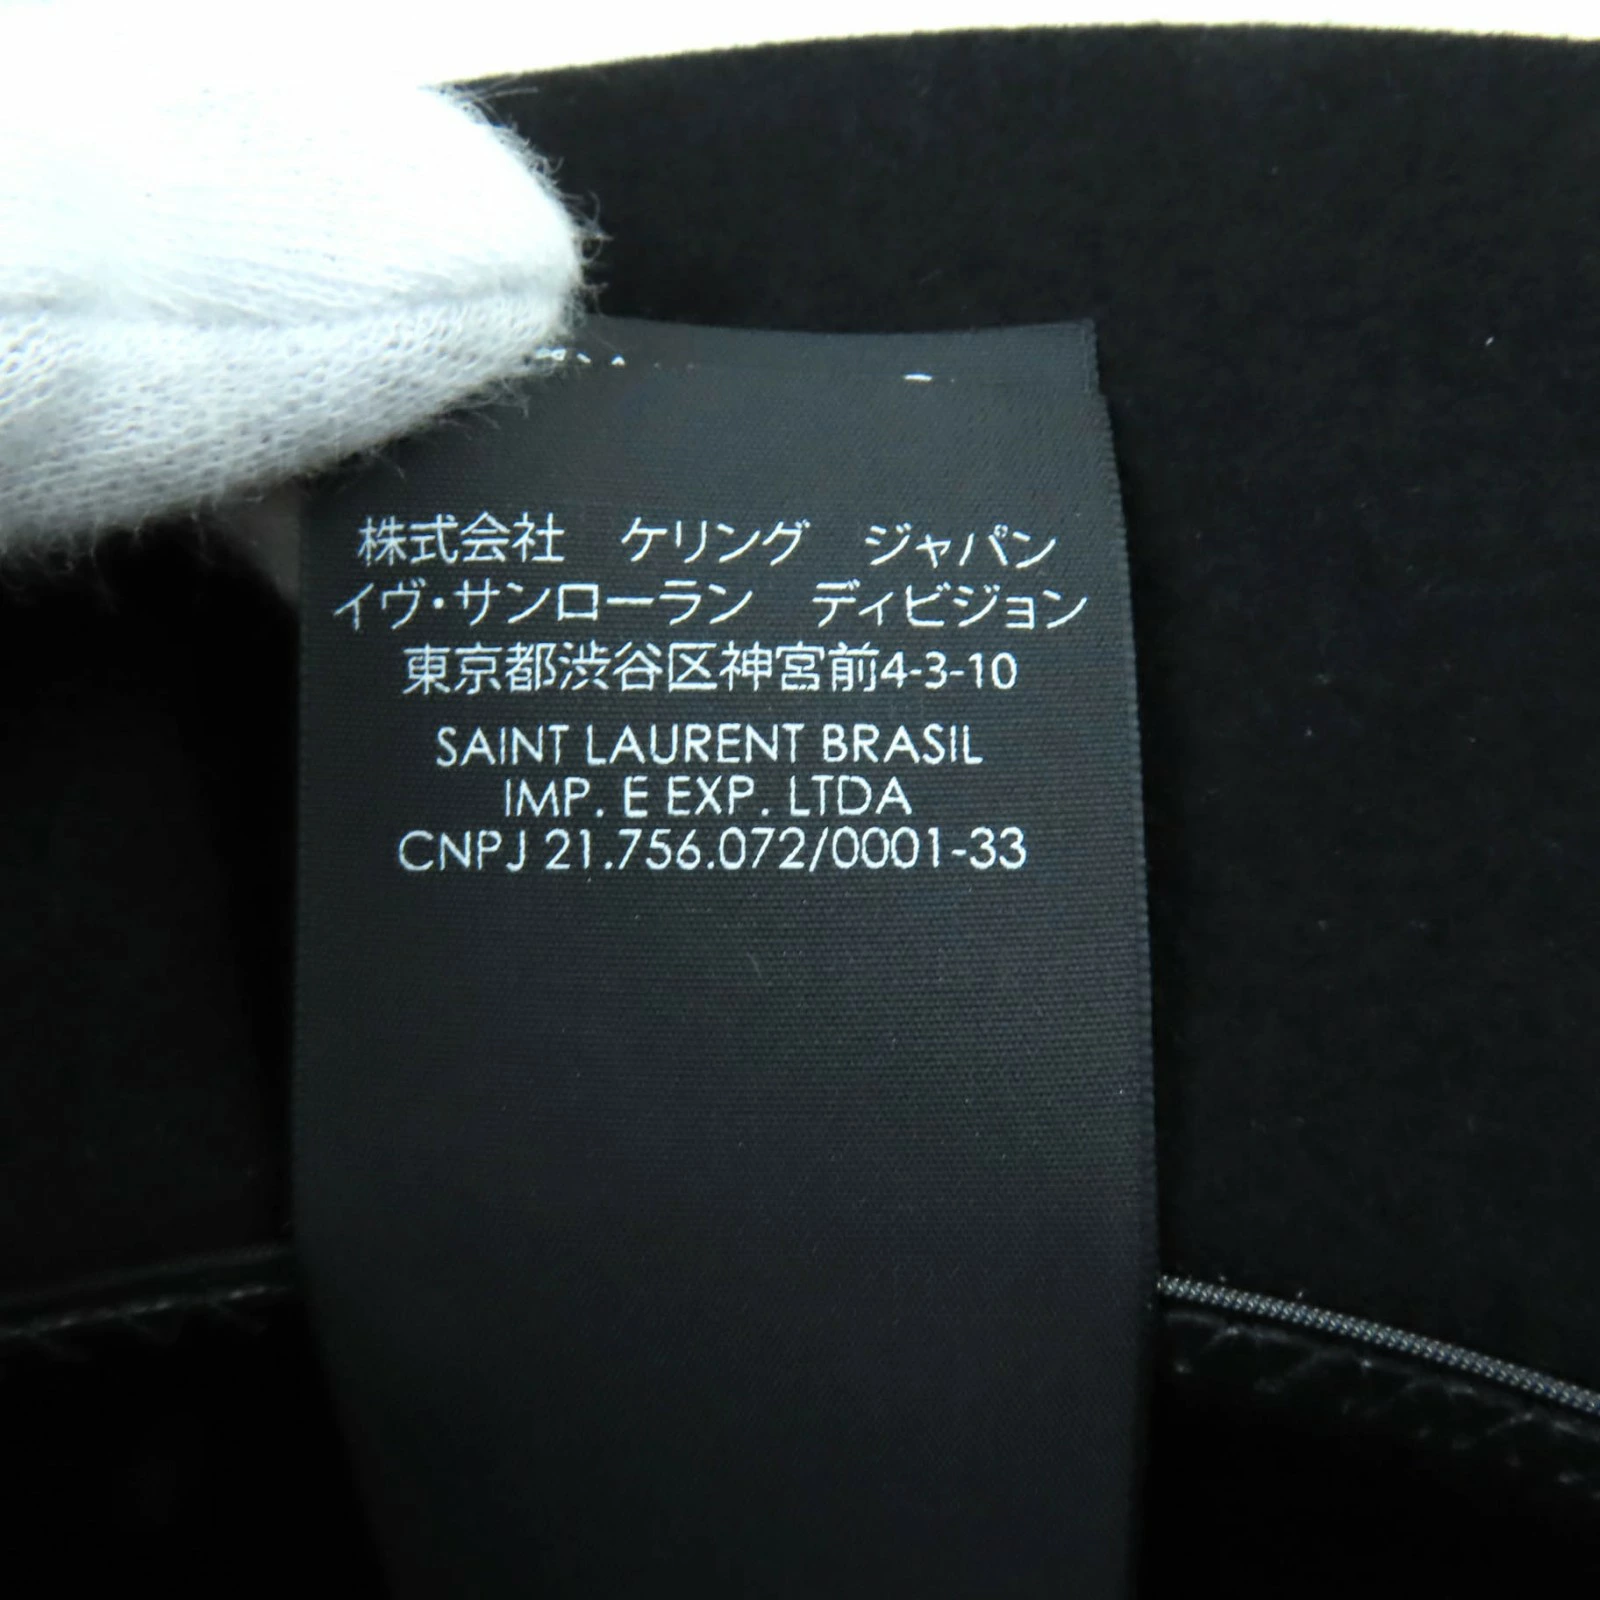 株式会社　ケリング　ジャパン
イヴ・サンローラン　ディビジョン
東京都渋谷区神宮前4-3-10
SAINT LAURENT BRASIL
IMP. E EXP. LTDA
CNPJ 21.756.072/0001-33